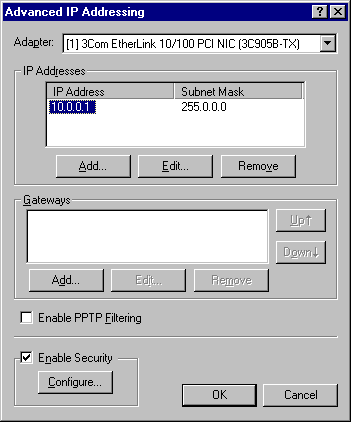 Advanced IP Addressing
Adapter: [1] 3Com EtherLink 10/100 PCI NIC (3C905B-TX)
IP Addresses
IP Address Subnet Mask
10.0.0.1 255.0.0.0
Add... Edit... Remove
Gateways
Up↑
Down↓
Add... Edit... Remove
Enable PPTP Filtering
Enable Security
Configure...
OK Cancel